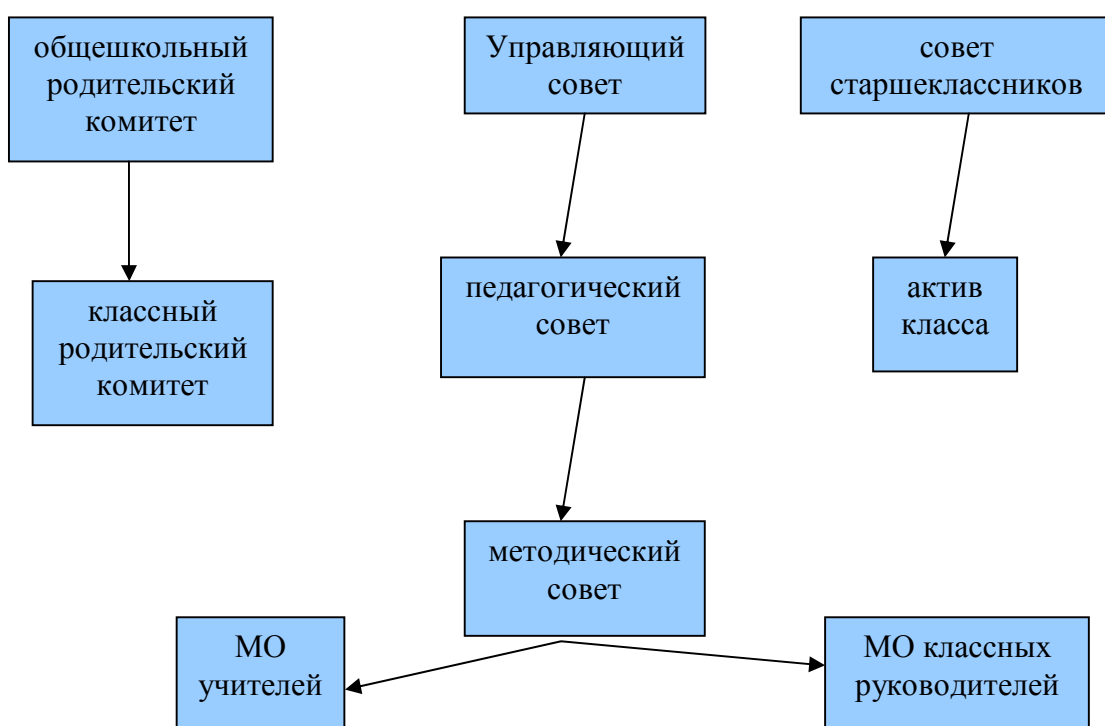 общешкольный
родительский
комитет
Управляющий
совет
совет
старшеклассников
классный
родительский
комитет
педагогический
совет
актив
класса
методический
совет
МО
учителей
МО классных
руководителей